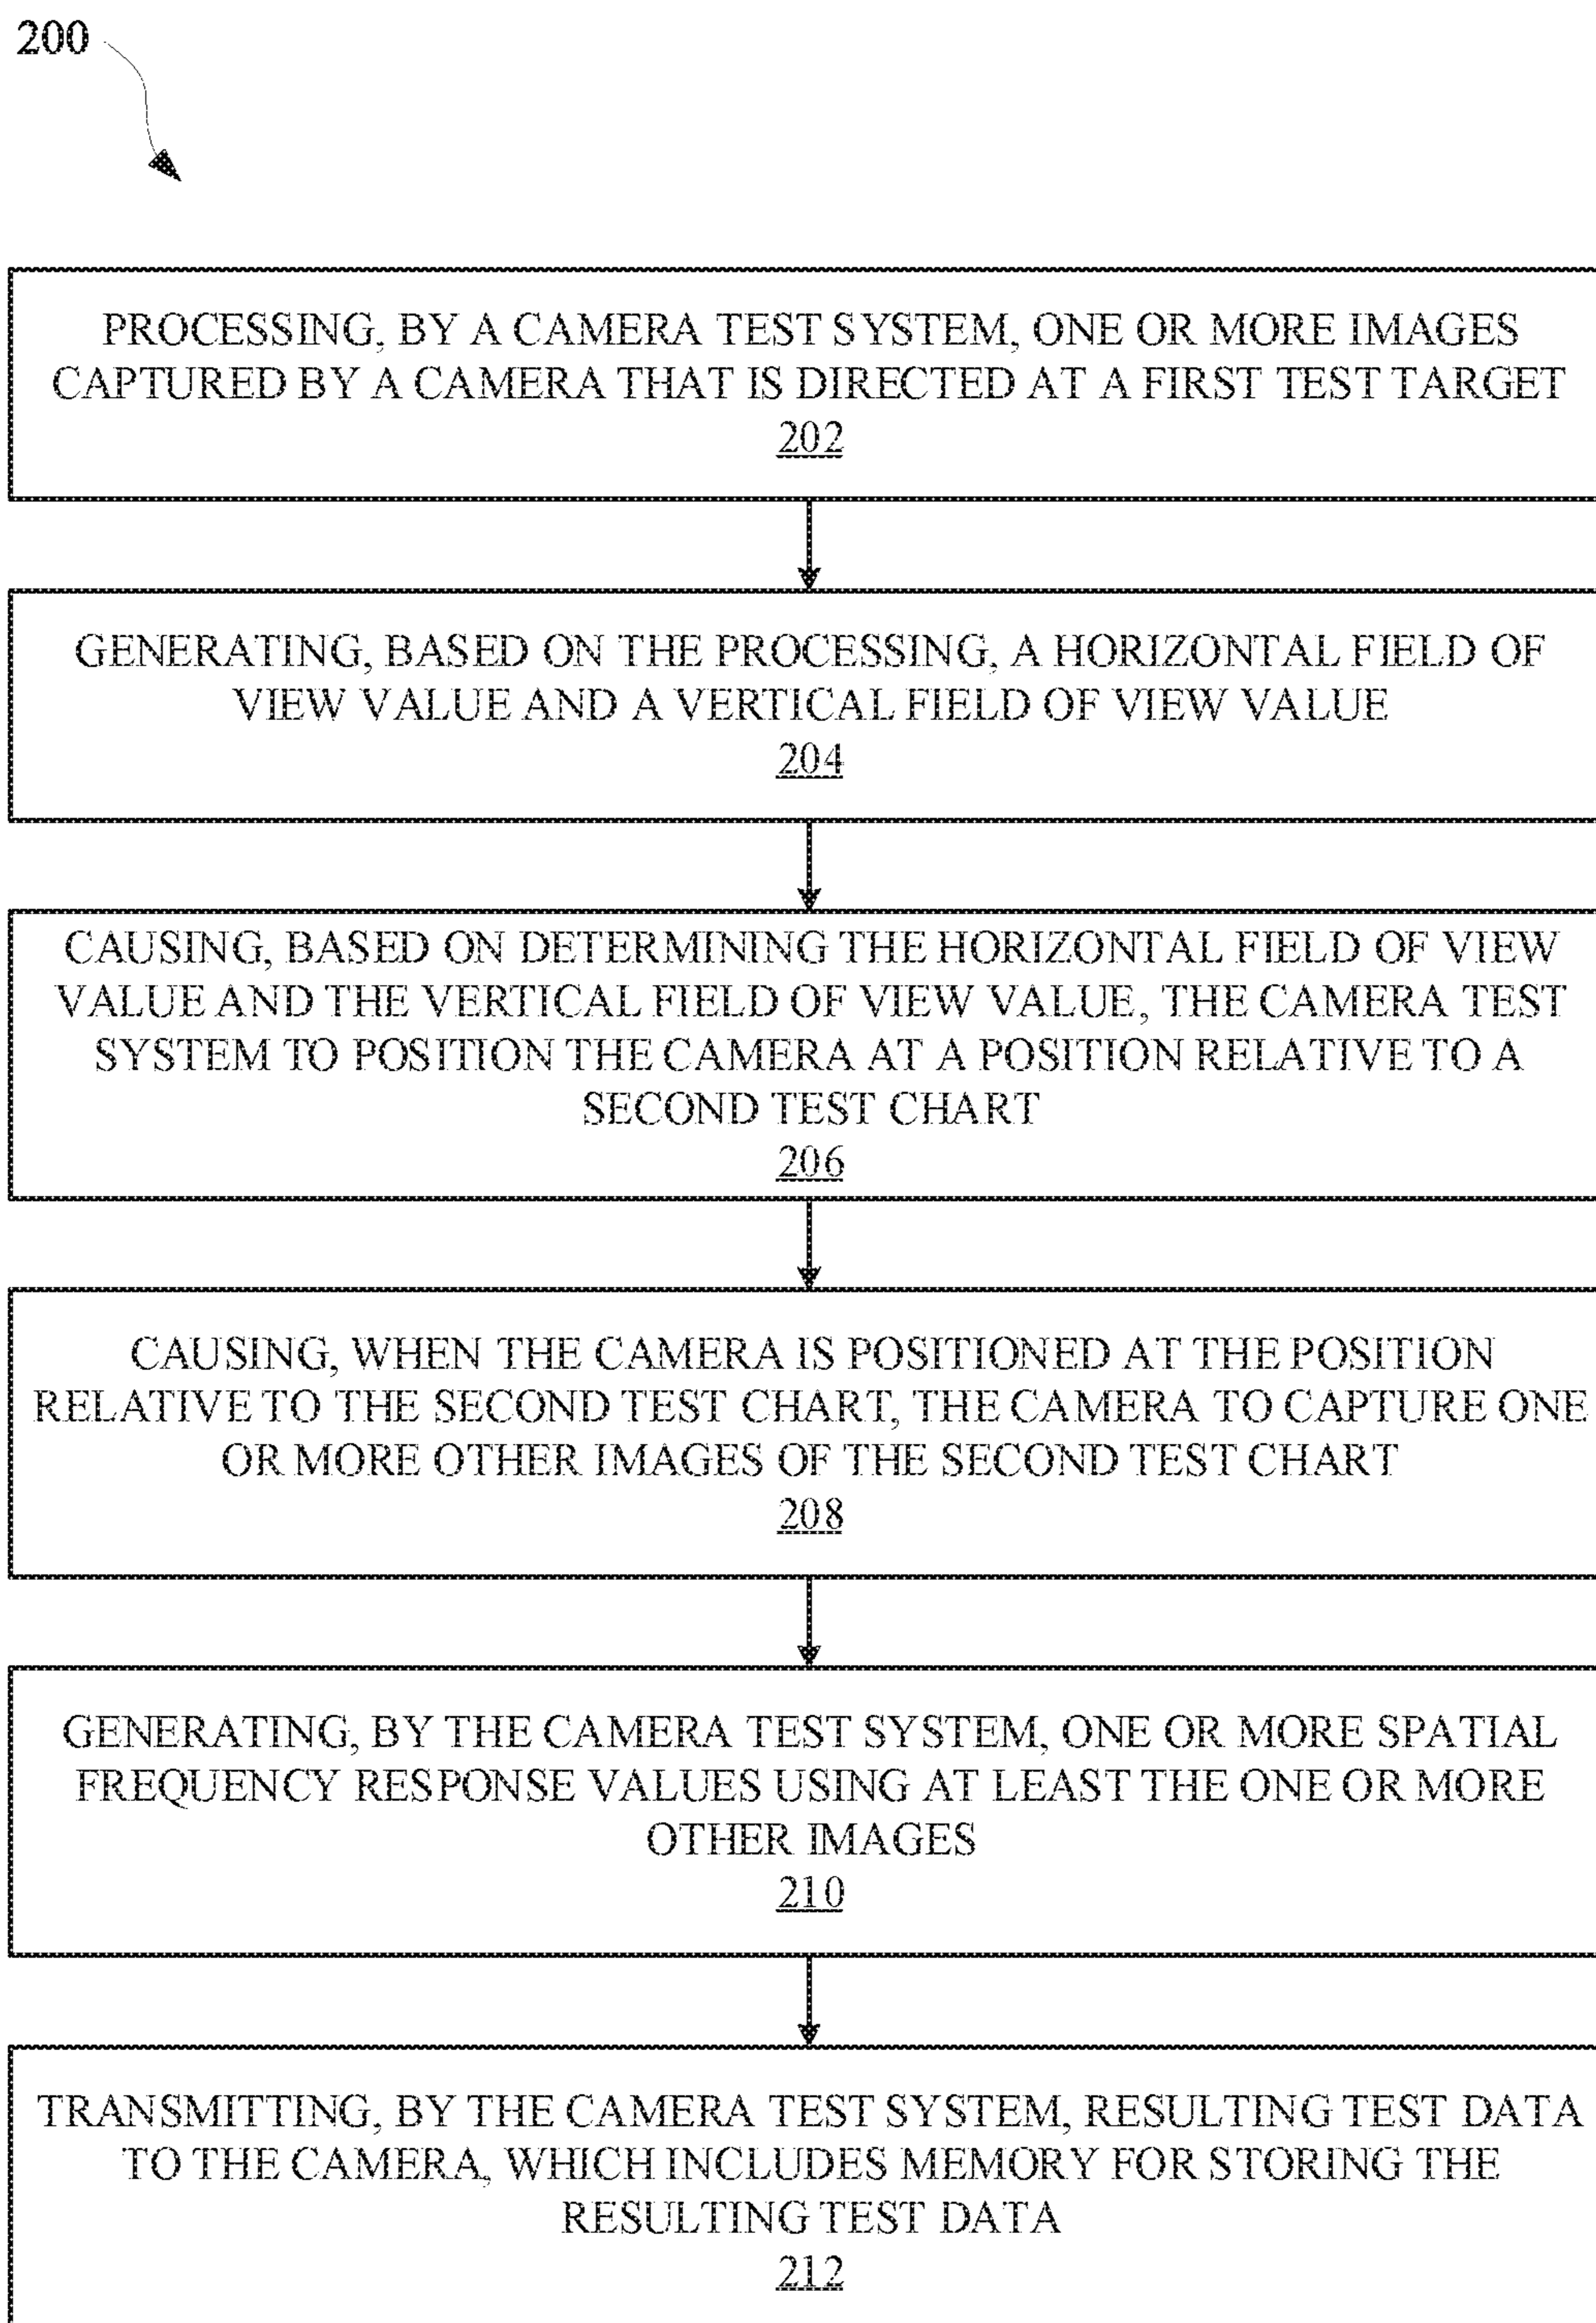 200
PROCESSING, BY A CAMERA TEST SYSTEM, ONE OR MORE IMAGES
CAPTURED BY A CAMERA THAT IS DIRECTED AT A FIRST TEST TARGET
202
GENERATING, BASED ON THE PROCESSING, A HORIZONTAL FIELD OF
VIEW VALUE AND A VERTICAL FIELD OF VIEW VALUE
204
CAUSING, BASED ON DETERMINING THE HORIZONTAL FIELD OF VIEW
VALUE AND THE VERTICAL FIELD OF VIEW VALUE, THE CAMERA TEST
SYSTEM TO POSITION THE CAMERA AT A POSITION RELATIVE TO A
SECOND TEST CHART
206
CAUSING, WHEN THE CAMERA IS POSITIONED AT THE POSITION
RELATIVE TO THE SECOND TEST CHART, THE CAMERA TO CAPTURE ONE
OR MORE OTHER IMAGES OF THE SECOND TEST CHART
208
GENERATING, BY THE CAMERA TEST SYSTEM, ONE OR MORE SPATIAL
FREQUENCY RESPONSE VALUES USING AT LEAST THE ONE OR MORE
OTHER IMAGES
210
TRANSMITTING, BY THE CAMERA TEST SYSTEM, RESULTING TEST DATA
TO THE CAMERA, WHICH INCLUDES MEMORY FOR STORING THE
RESULTING TEST DATA
212